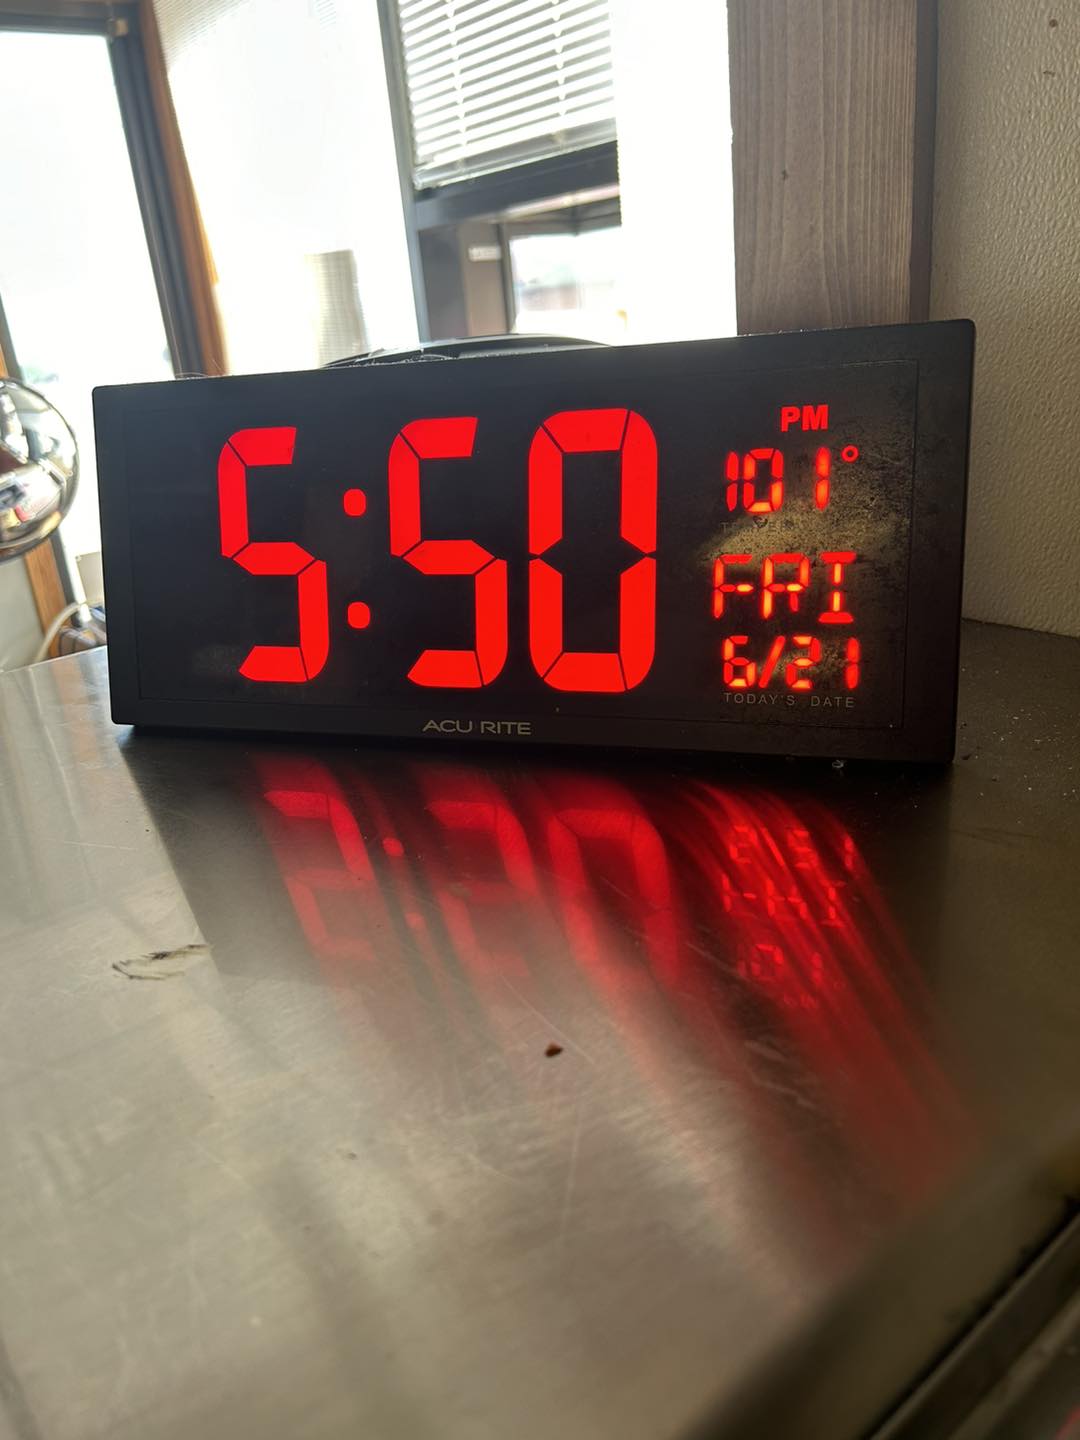 5:50
PM
101°
FRI
6/21
TODAY'S DATE
ACU RITE